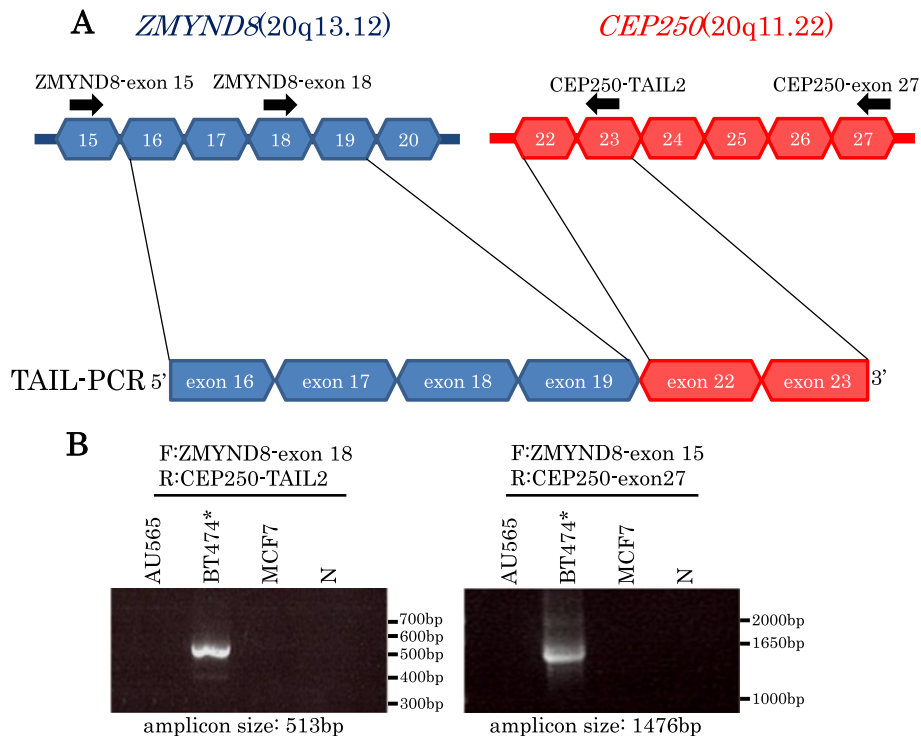 A
ZMYND8(20q13.12)
CEP250(20q11.22)
ZMYND8-exon 15
ZMYND8-exon 18
CEP250-TAIL2
CEP250-exon 27
15 16 17 18 19 20
22 23 24 25 26 27
TAIL-PCR 5’ exon 16 exon 17 exon 18 exon 19 exon 22 exon 23 3’
B
F:ZMYND8-exon 18
R:CEP250-TAIL2
AU565
BT474*
MCF7
N
700bp
600bp
500bp
400bp
300bp
amplicon size: 513bp
F:ZMYND8-exon 15
R:CEP250-exon27
AU565
BT474*
MCF7
N
2000bp
1650bp
1000bp
amplicon size: 1476bp